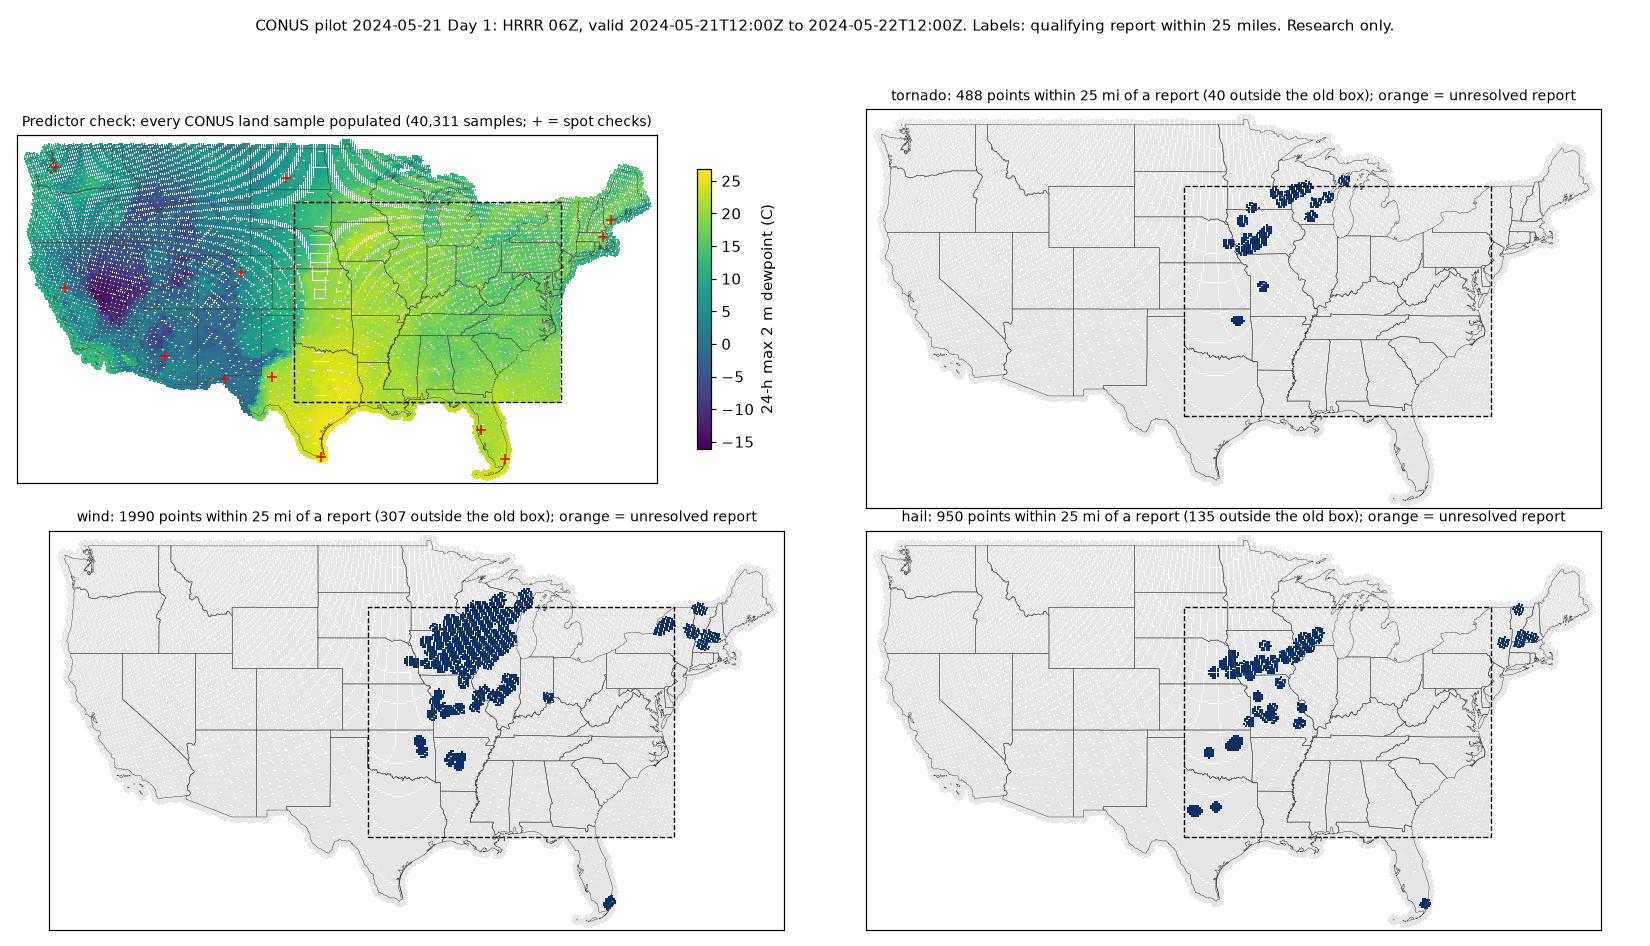 CONUS pilot 2024-05-21 Day 1: HRRR 06Z, valid 2024-05-21T12:00Z to 2024-05-22T12:00Z. Labels: qualifying report within 25 miles. Research only.
Predictor check: every CONUS land sample populated (40,311 samples; + = spot checks)
25
20
15
10
5
0
−5
−10
−15
24-h max 2 m dewpoint (C)
tornado: 488 points within 25 mi of a report (40 outside the old box); orange = unresolved report
wind: 1990 points within 25 mi of a report (307 outside the old box); orange = unresolved report
hail: 950 points within 25 mi of a report (135 outside the old box); orange = unresolved report